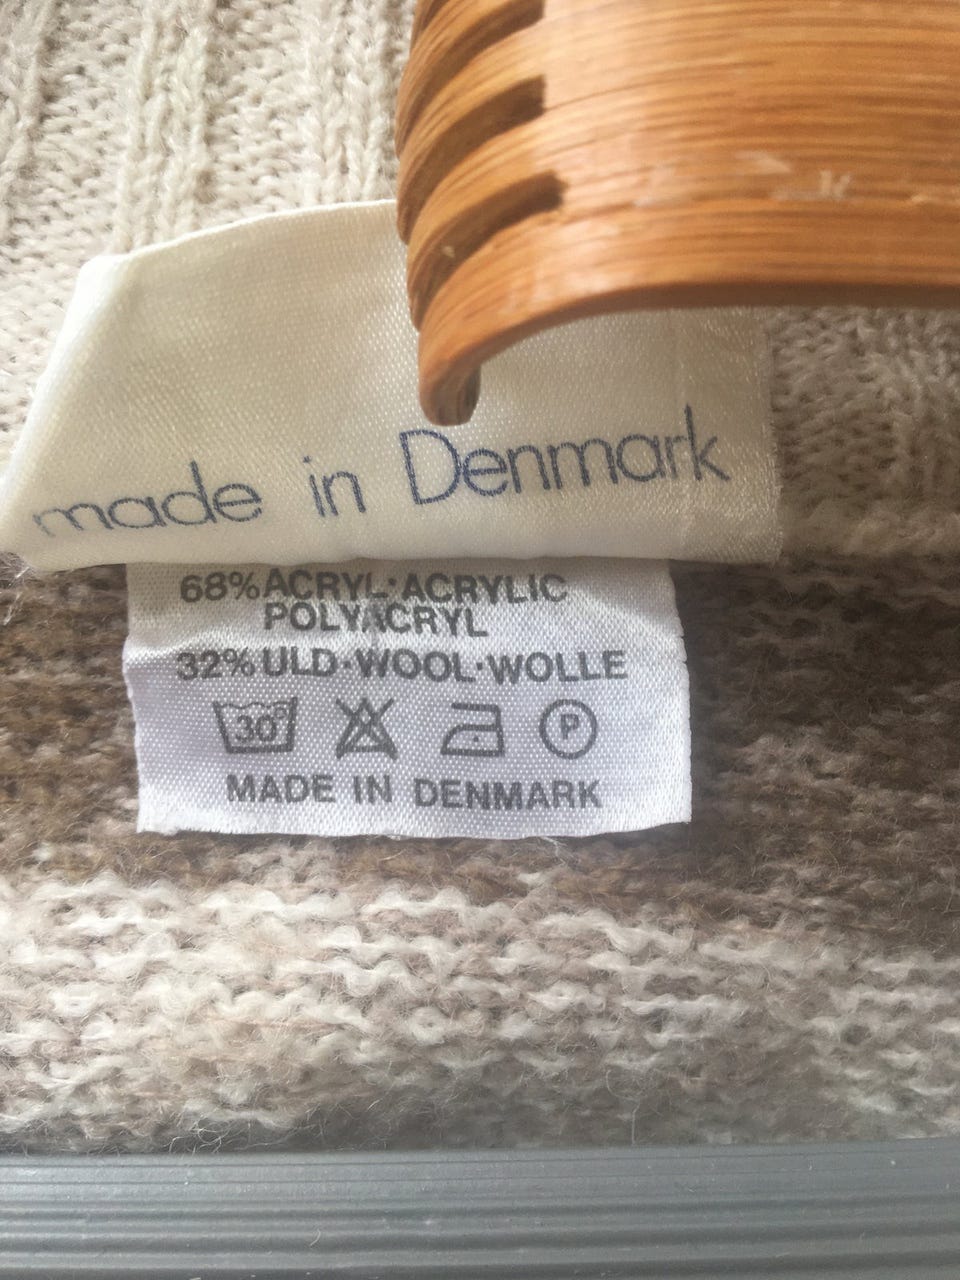 made in Denmark
68% ACRYL·ACRYLIC
POLYACRYL
32% ULD·WOOL·WOLLE
30 P
MADE IN DENMARK